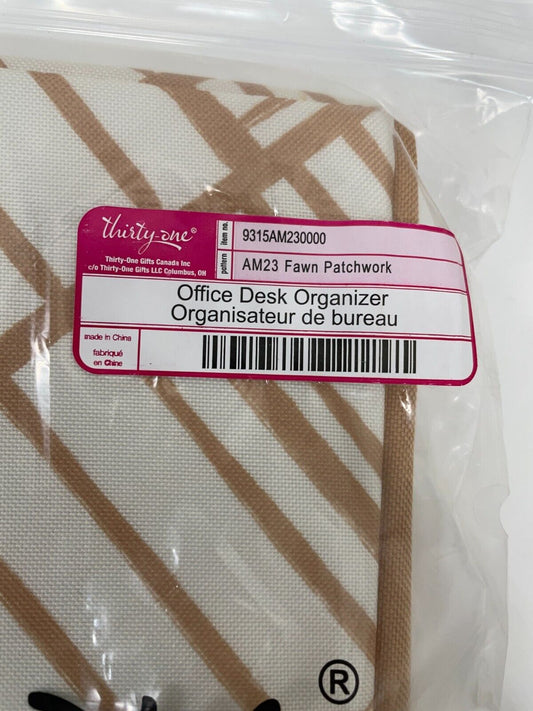 thirty-one®
Thirty-One Gifts Canada Inc
c/o Thirty-One Gifts LLC Columbus, OH
item no.
9315AM230000
pattern
AM23 Fawn Patchwork
Office Desk Organizer
Organisateur de bureau
made in China
fabriqué
en Chine
®